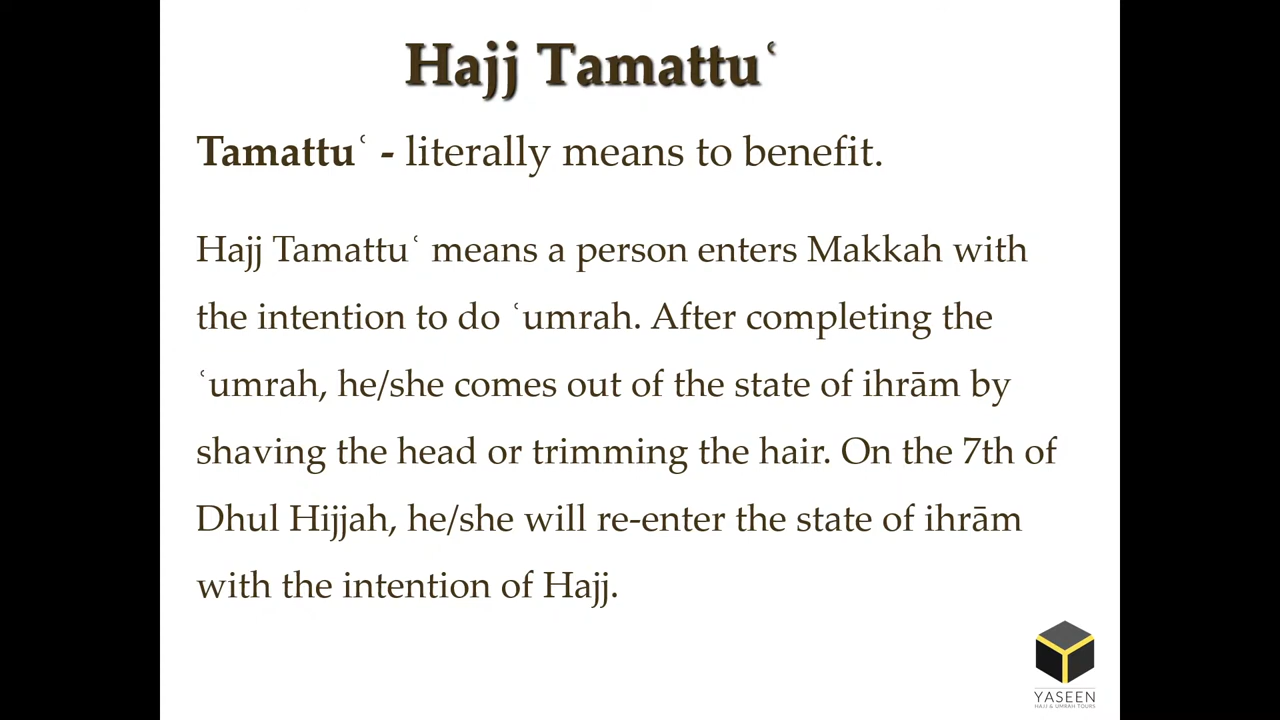 Hajj Tamattuʿ
Tamattuʿ - literally means to benefit.
Hajj Tamattuʿ means a person enters Makkah with
the intention to do ʿumrah. After completing the
ʿumrah, he/she comes out of the state of ihrām by
shaving the head or trimming the hair. On the 7th of
Dhul Hijjah, he/she will re-enter the state of ihrām
with the intention of Hajj.
YASEEN
HAJJ & UMRAH TOURS